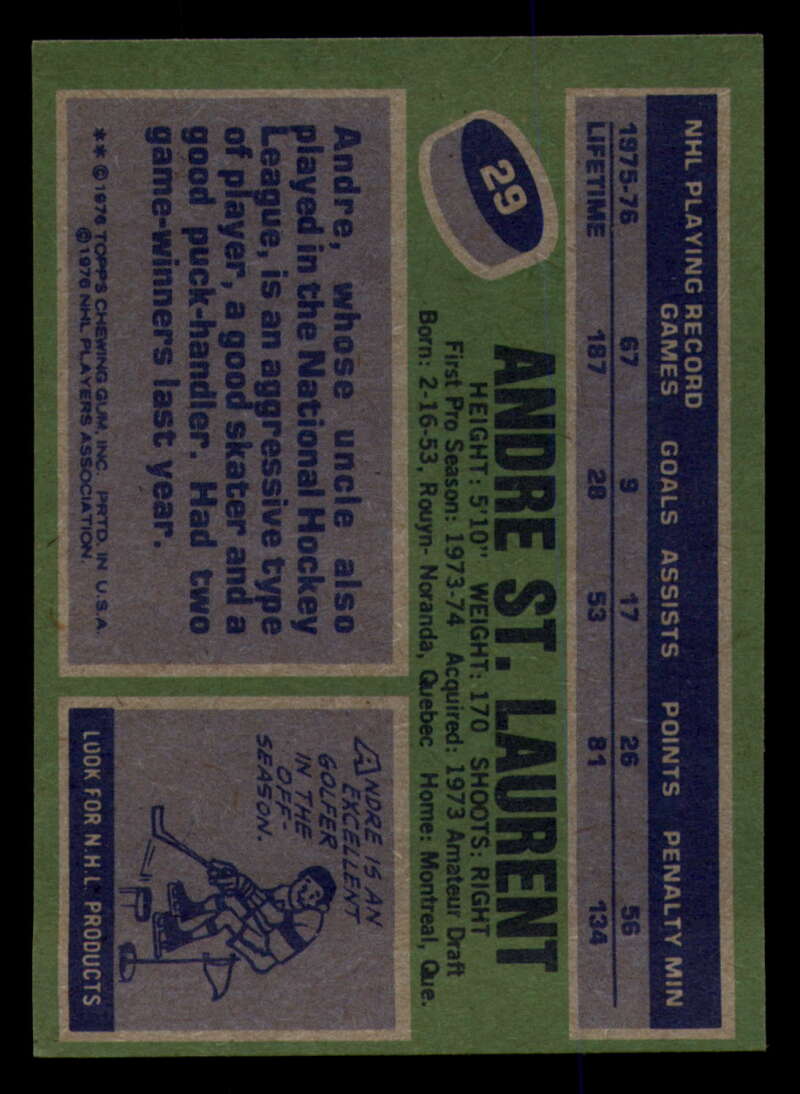 NHL PLAYING RECORD
GAMES GOALS ASSISTS POINTS PENALTY MIN
1975-76 67 9 17 26 56
LIFETIME 187 28 53 81 134
29
ANDRE ST. LAURENT
HEIGHT: 5'10" WEIGHT: 170 SHOOTS: RIGHT
First Pro Season: 1973-74 Acquired: 1973 Amateur Draft
Born: 2-16-53, Rouyn- Noranda, Quebec Home: Montreal, Que.
Andre, whose uncle also
played in the National Hockey
League, is an aggressive type
of player, a good skater and a
good puck-handler. Had two
game-winners last year.
** © 1976 TOPPS CHEWING GUM, INC. PRTD. IN U.S.A.
© 1976 NHL PLAYERS ASSOCIATION.
ANDRE IS AN
EXCELLENT
GOLFER
IN THE
OFF-
SEASON.
LOOK FOR N.H.L. PRODUCTS